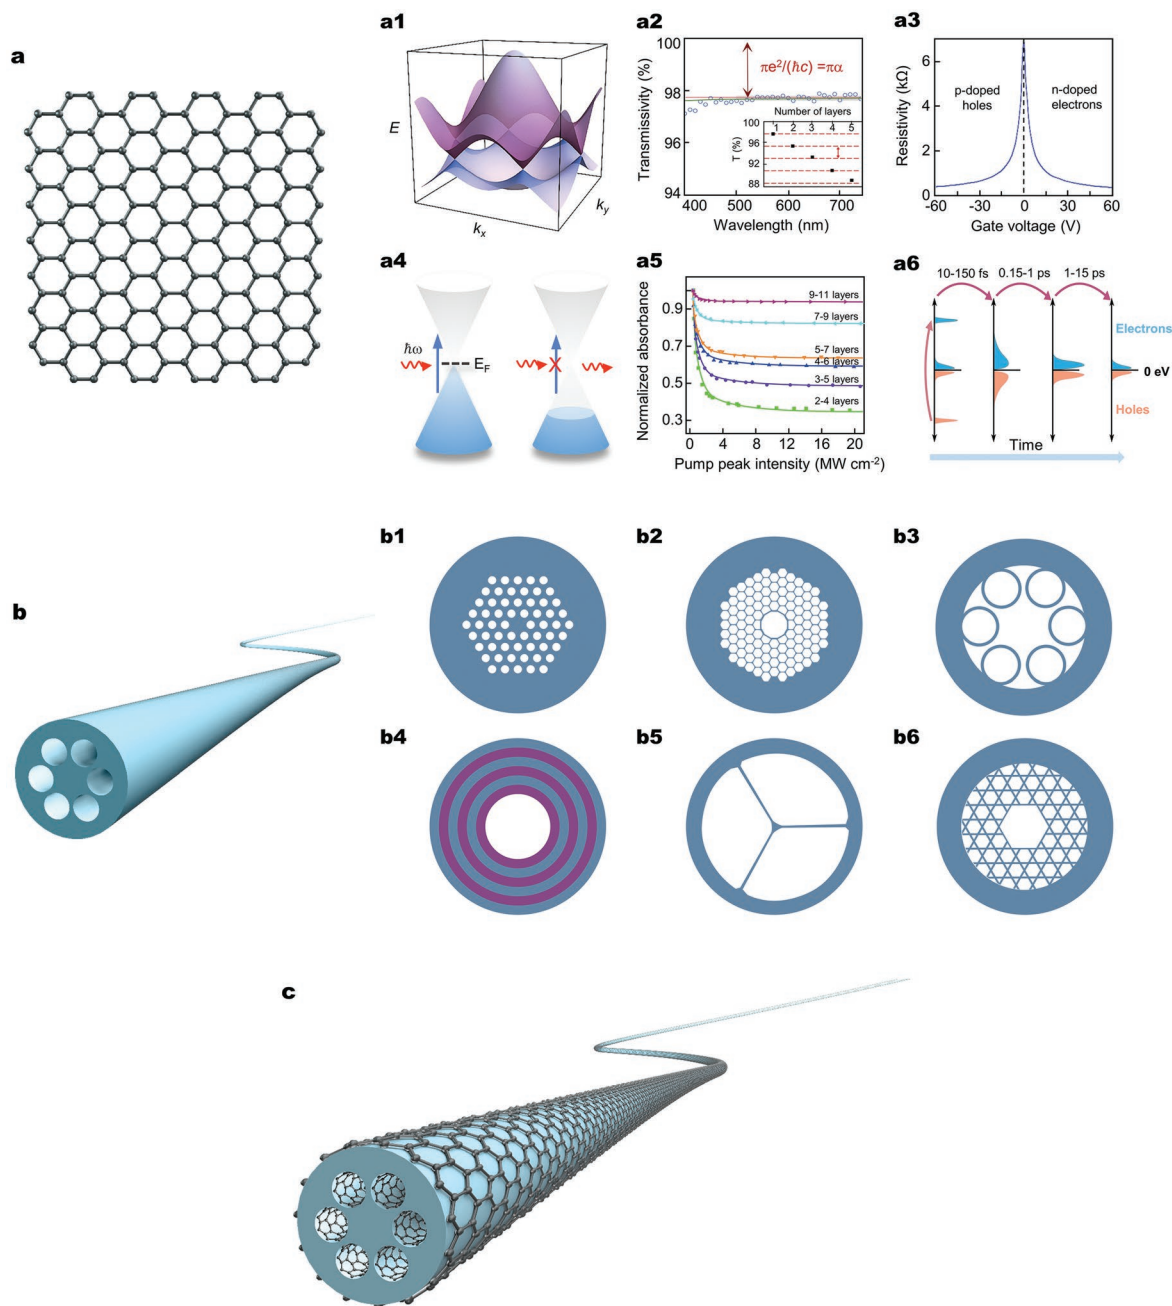 a
a1
E
kx
ky
a2
Transmissivity (%)
100
98
96
94
πe²/(ħc) =πα
Number of layers
1 2 3 4 5
T (%)
96
92
88
400 500 600 700
Wavelength (nm)
a3
Resistivity (kΩ)
6
4
2
0
p-doped
holes
n-doped
electrons
-60 -30 0 30 60
Gate voltage (V)
a4
ħω
E_F
a5
Normalized absorbance
0.9
0.7
0.5
0.3
9-11 layers
7-9 layers
5-7 layers
4-6 layers
3-5 layers
2-4 layers
0 4 8 12 16 20
Pump peak intensity (MW cm⁻²)
a6
10-150 fs 0.15-1 ps 1-15 ps
Electrons
0 eV
Holes
Time
b
b1
b2
b3
b4
b5
b6
c